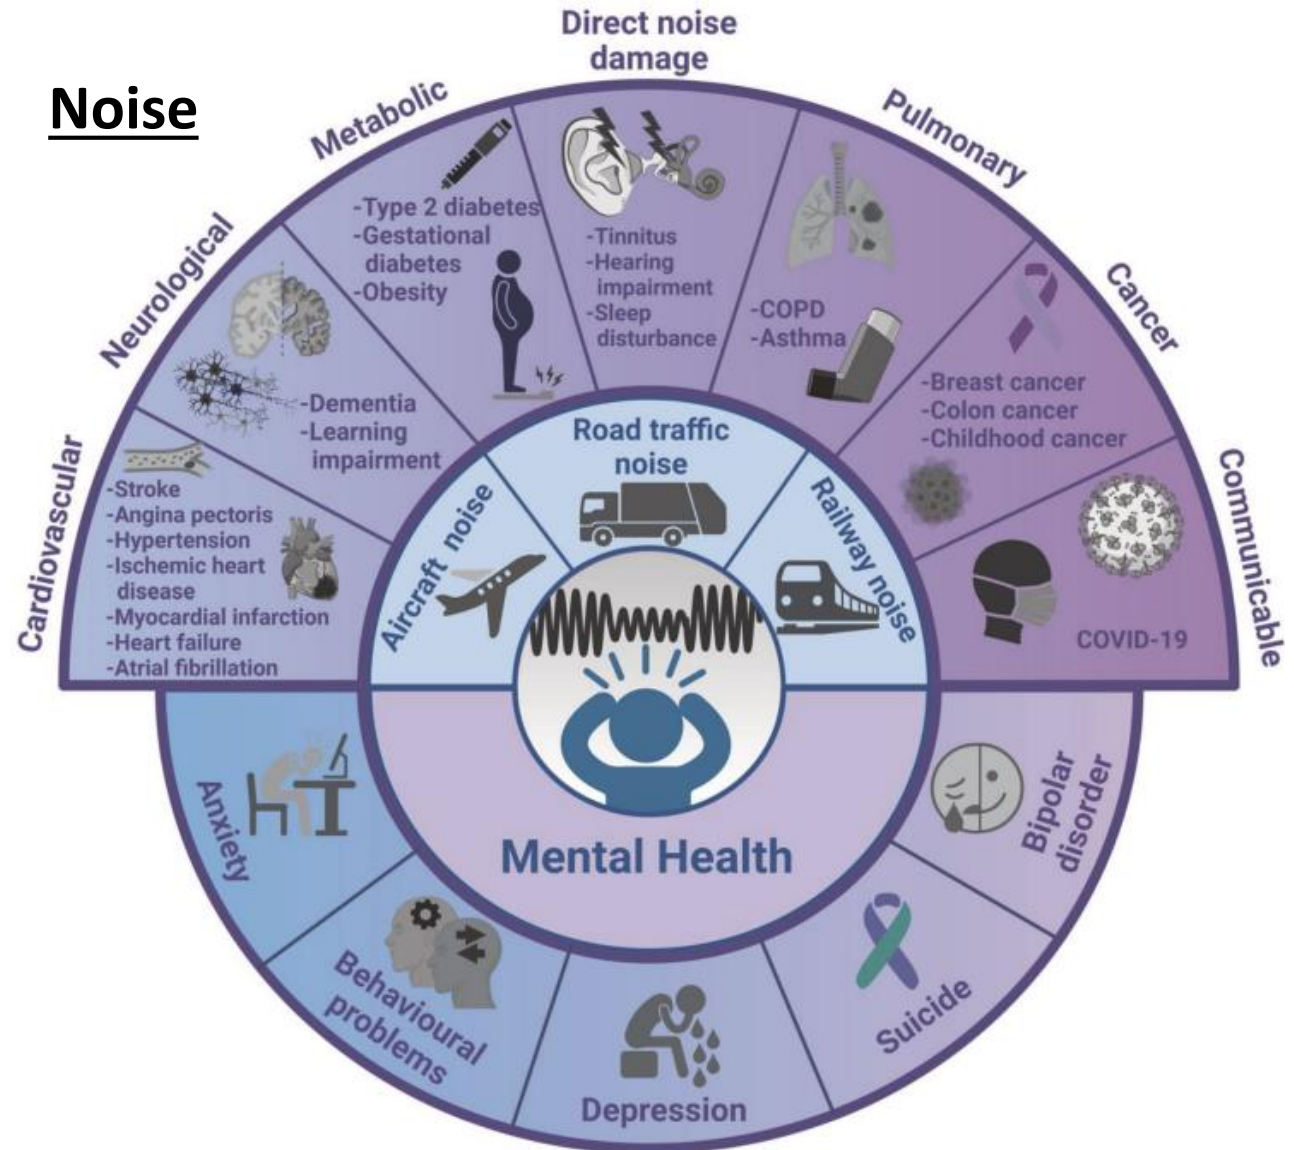 Noise
Direct noise
damage
Metabolic
Pulmonary
Neurological
Cancer
Cardiovascular
Communicable
-Type 2 diabetes
-Gestational
diabetes
-Obesity
-Tinnitus
-Hearing
impairment
-Sleep
disturbance
-COPD
-Asthma
-Breast cancer
-Colon cancer
-Childhood cancer
-Dementia
-Learning
impairment
-Stroke
-Angina pectoris
-Hypertension
-Ischemic heart
disease
-Myocardial infarction
-Heart failure
-Atrial fibrillation
COVID-19
Aircraft noise
Road traffic
noise
Railway noise
Mental Health
Anxiety
Behavioural
problems
Depression
Suicide
Bipolar
disorder